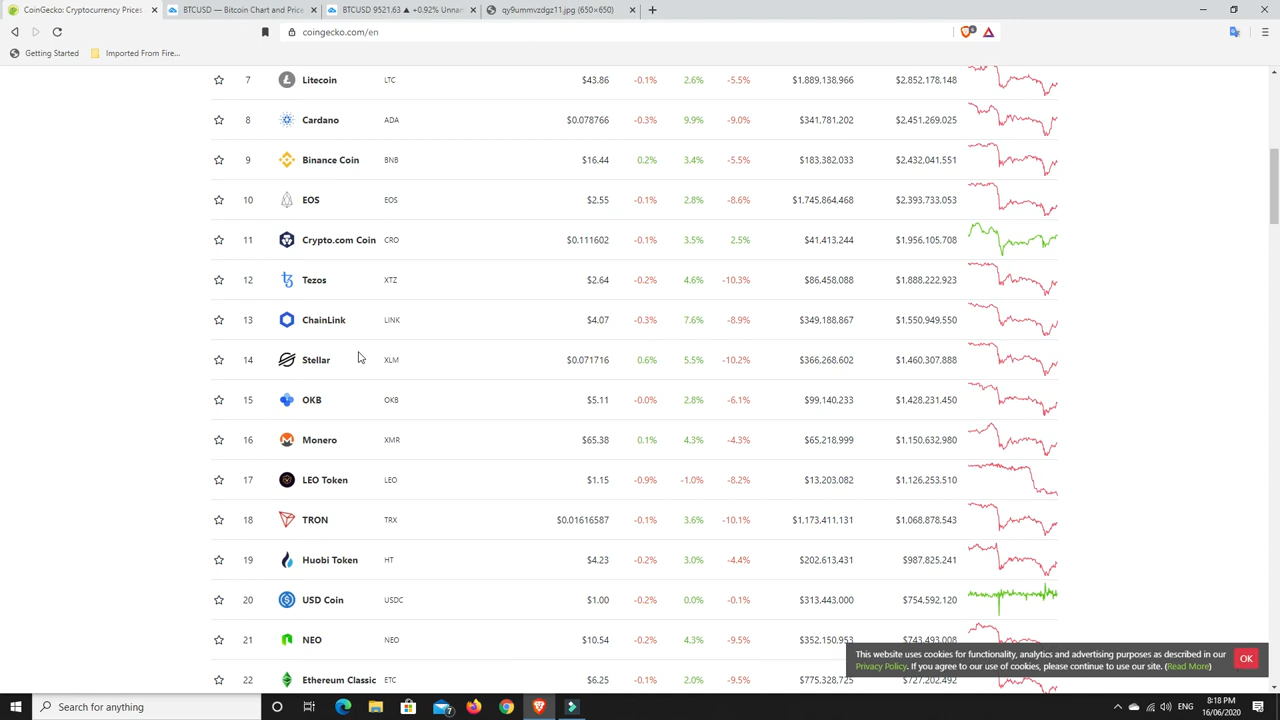 CoinGecko: Cryptocurrency Prices
BTCUSD — Bitcoin Chart and Price
BTCUSD 9521.63 ▲ +0.92% Unnam
qy9ummvzdgz11.jpg (650×650)
coingecko.com/en
6
Getting Started
Imported From Fire...
7 Litecoin LTC $43.86 -0.1% 2.6% -5.5% $1,889,138,966 $2,852,178,148
8 Cardano ADA $0.078766 -0.3% 9.9% -9.0% $341,781,202 $2,451,269,025
9 Binance Coin BNB $16.44 0.2% 3.4% -5.5% $183,382,033 $2,432,041,551
10 EOS EOS $2.55 -0.1% 2.8% -8.6% $1,745,864,468 $2,393,733,053
11 Crypto.com Coin CRO $0.111602 -0.1% 3.5% 2.5% $41,413,244 $1,956,105,708
12 Tezos XTZ $2.64 -0.2% 4.6% -10.3% $86,458,088 $1,888,222,923
13 ChainLink LINK $4.07 -0.3% 7.6% -8.9% $349,188,867 $1,550,949,550
14 Stellar XLM $0.071716 0.6% 5.5% -10.2% $366,268,602 $1,460,307,888
15 OKB OKB $5.11 -0.0% 2.8% -6.1% $99,140,233 $1,428,231,450
16 Monero XMR $65.38 0.1% 4.3% -4.3% $65,218,999 $1,150,632,980
17 LEO Token LEO $1.15 -0.9% -1.0% -8.2% $13,203,082 $1,126,253,510
18 TRON TRX $0.01616587 -0.1% 3.6% -10.1% $1,173,411,131 $1,068,878,543
19 Huobi Token HT $4.23 -0.2% 3.0% -4.4% $202,613,431 $987,825,241
20 USD Coin USDC $1.00 -0.2% 0.0% -0.1% $313,443,000 $754,592,120
21 NEO NEO $10.54 -0.2% 4.3% -9.5% $352,150,953 $743,493,008
22 Ethereum Classic ETC $6.25 -0.1% 2.0% -9.5% $775,328,725 $727,202,492
This website uses cookies for functionality, analytics and advertising purposes as described in our
Privacy Policy. If you agree to our use of cookies, please continue to use our site. (Read More)
OK
Search for anything
ENG
8:18 PM
16/06/2020